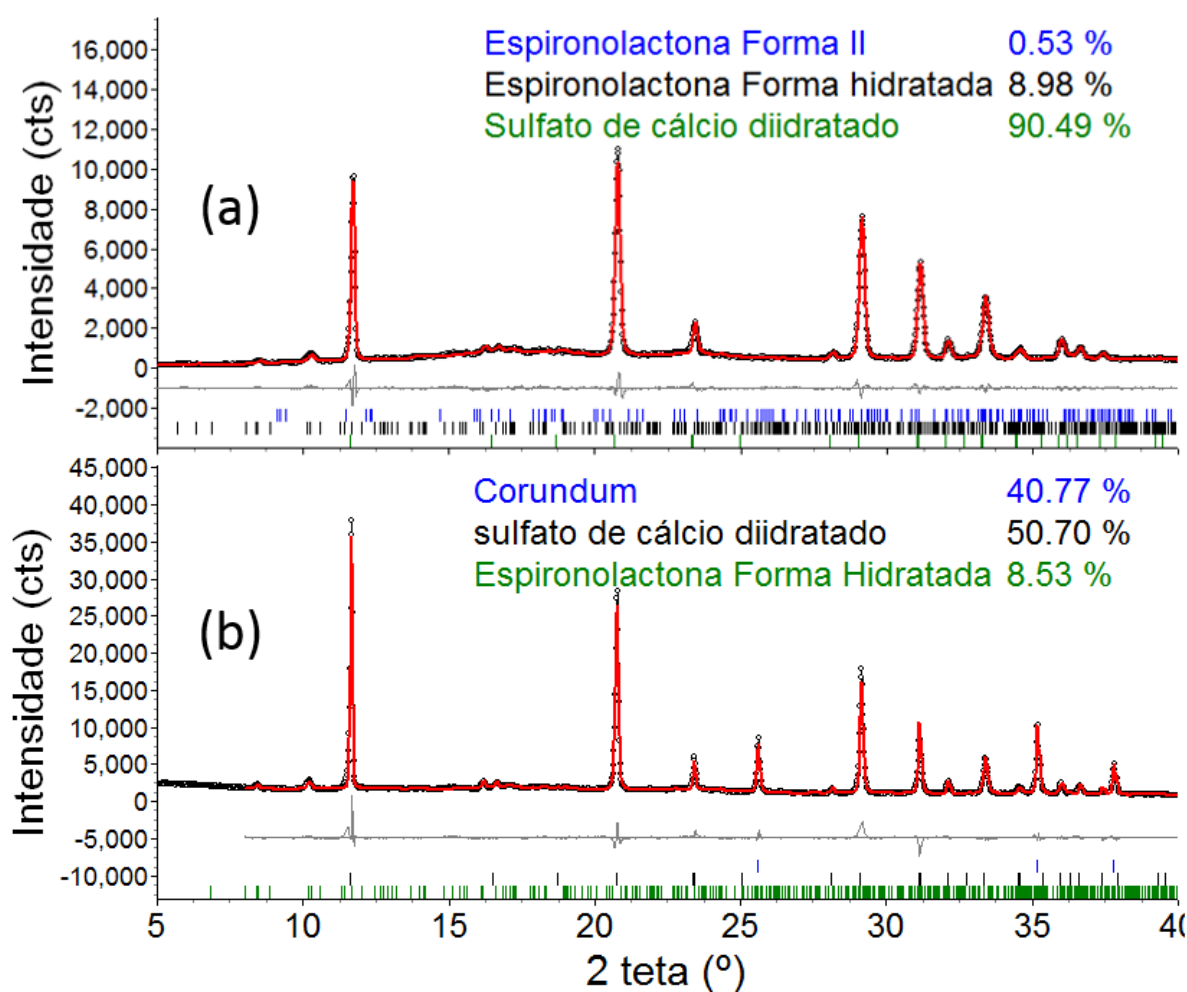 Espironolactona Forma II 0.53 %
Espironolactona Forma hidratada 8.98 %
Sulfato de cálcio diidratado 90.49 %
(a)
Intensidade (cts)
16,000
14,000
12,000
10,000
8,000
6,000
4,000
2,000
0
-2,000
Corundum 40.77 %
sulfato de cálcio diidratado 50.70 %
Espironolactona Forma Hidratada 8.53 %
(b)
Intensidade (cts)
45,000
40,000
35,000
30,000
25,000
20,000
15,000
10,000
5,000
0
-5,000
-10,000
5 10 15 20 25 30 35 40
2 teta (º)